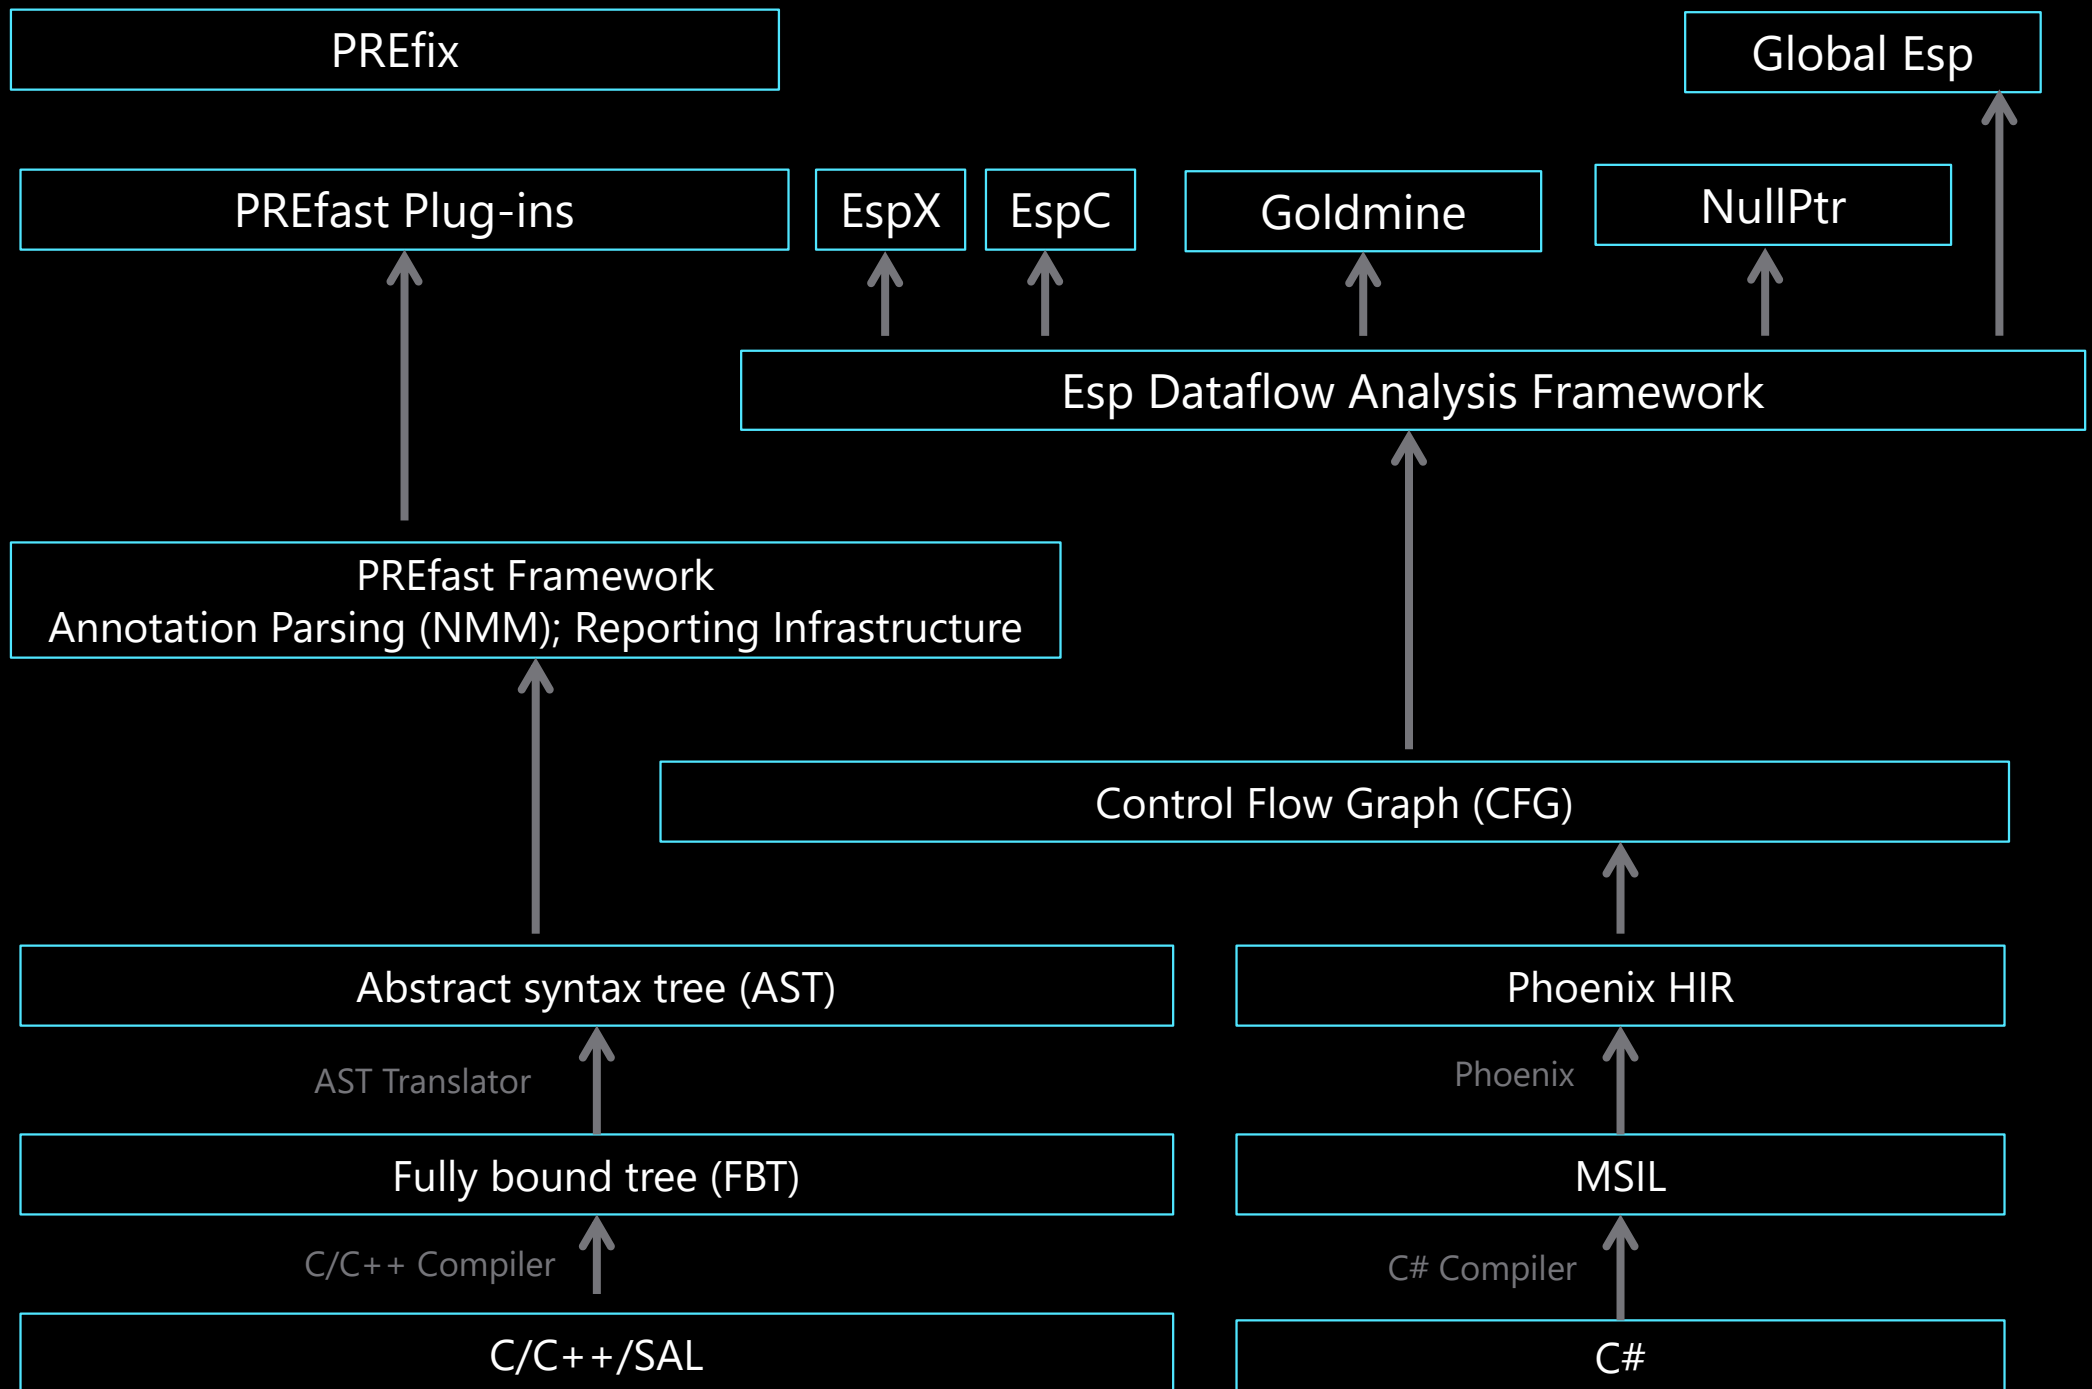 PREfix
Global Esp
PREfast Plug-ins
EspX
EspC
Goldmine
NullPtr
Esp Dataflow Analysis Framework
PREfast Framework
Annotation Parsing (NMM); Reporting Infrastructure
Control Flow Graph (CFG)
Abstract syntax tree (AST)
Phoenix HIR
AST Translator
Phoenix
Fully bound tree (FBT)
MSIL
C/C++ Compiler
C# Compiler
C/C++/SAL
C#